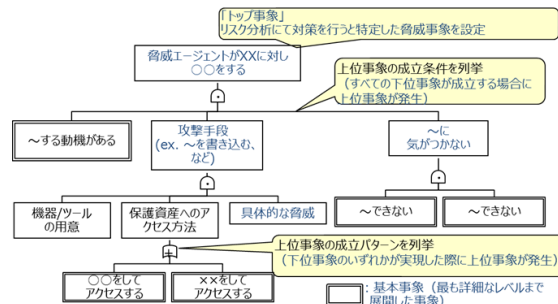 「トップ事象」
リスク分析にて対策を行うと特定した脅威事象を設定
脅威エージェントがXXに対し
○○をする
上位事象の成立条件を列挙
（すべての下位事象が成立する場合に
上位事象が発生）
～する動機がある
攻撃手段
(ex. ～を書き込む、
など)
～に
気がつかない
機器/ツール
の用意
保護資産へのア
クセス方法
具体的な脅威
～できない
～できない
上位事象の成立パターンを列挙
（下位事象のいずれかが実現した際に上位事象が発生）
○○をして
アクセスする
××をして
アクセスする
：基本事象（最も詳細なレベルまで
展開した事象）